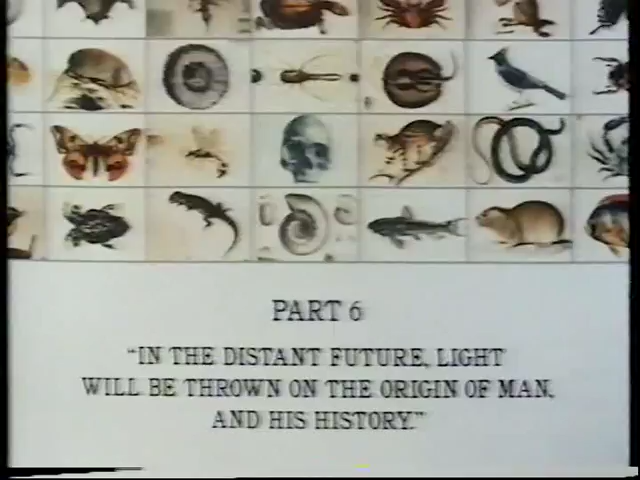 PART 6
"IN THE DISTANT FUTURE, LIGHT
WILL BE THROWN ON THE ORIGIN OF MAN,
AND HIS HISTORY."